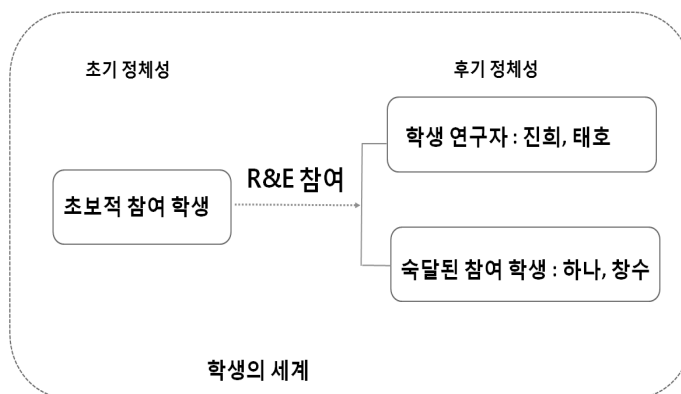 초기 정체성
후기 정체성
학생 연구자 : 진희, 태호
R&E 참여
초보적 참여 학생
숙달된 참여 학생 : 하나, 창수
학생의 세계